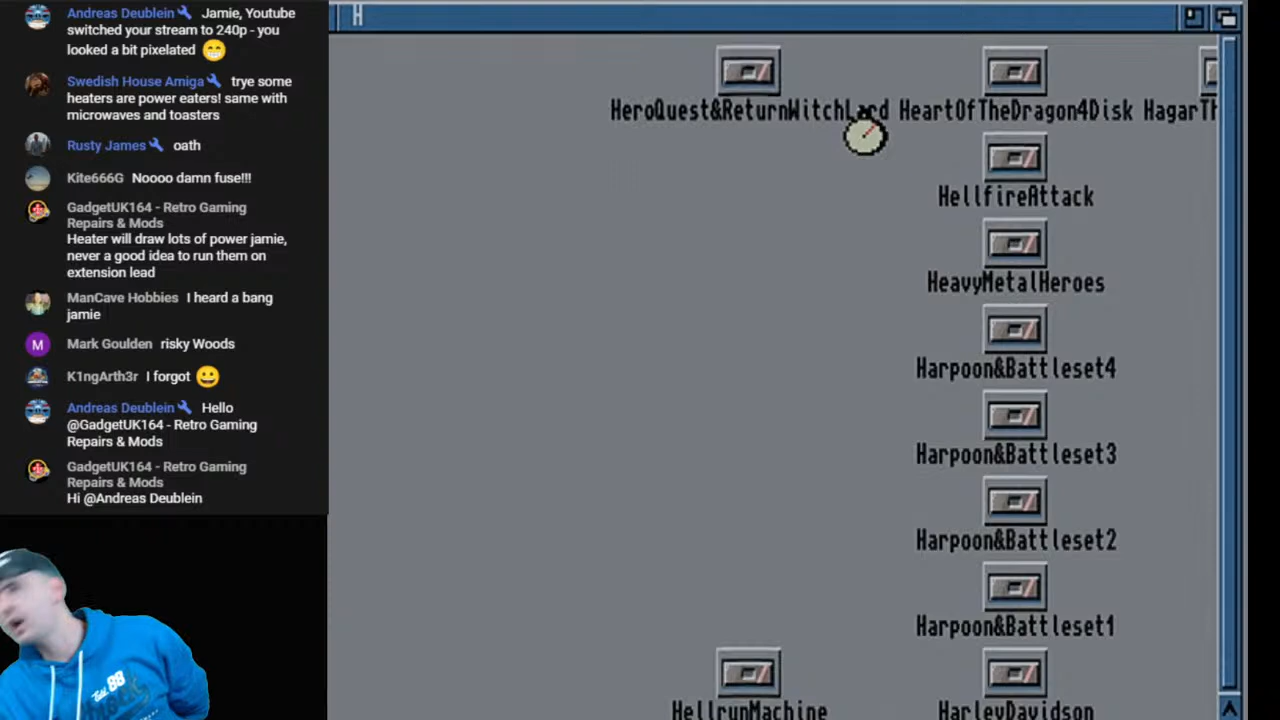 Andreas Deublein Jamie, Youtube
switched your stream to 240p - you
looked a bit pixelated
Swedish House Amiga trye some
heaters are power eaters! same with
microwaves and toasters
Rusty James oath
Kite666G Noooo damn fuse!!!
GadgetUK164 - Retro Gaming
Repairs & Mods
Heater will draw lots of power jamie,
never a good idea to run them on
extension lead
ManCave Hobbies I heard a bang
jamie
M Mark Goulden risky Woods
K1ngArth3r I forgot
Andreas Deublein Hello
@GadgetUK164 - Retro Gaming
Repairs & Mods
GadgetUK164 - Retro Gaming
Repairs & Mods
Hi @Andreas Deublein
H
HeroQuest&ReturnWitchLord HeartOfTheDragon4Disk HagarTh
HellfireAttack
HeavyMetalHeroes
Harpoon&Battleset4
Harpoon&Battleset3
Harpoon&Battleset2
Harpoon&Battleset1
HellrunMachine HarleyDavidson